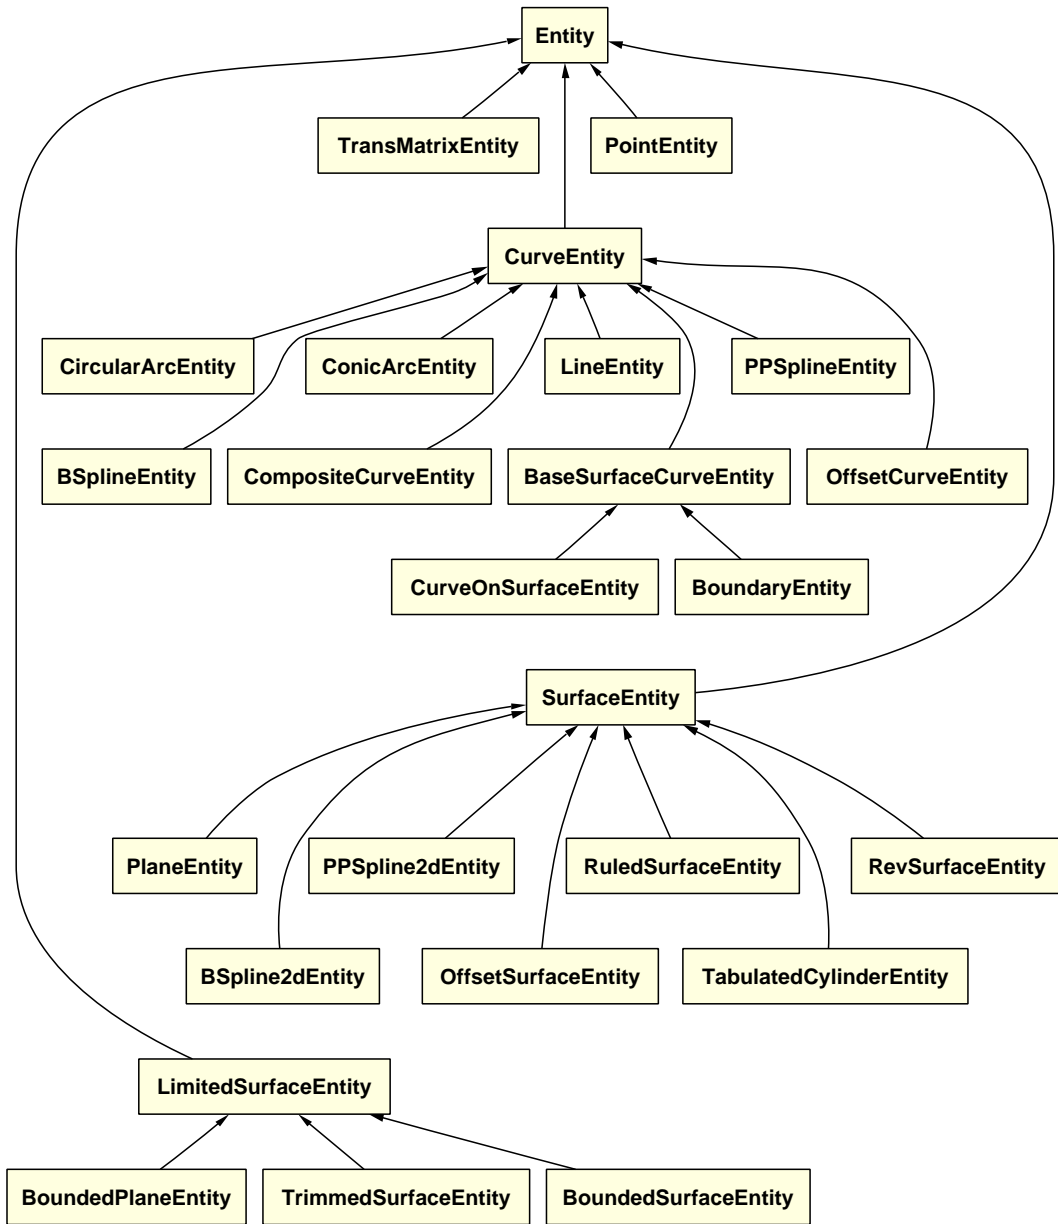 Entity
TransMatrixEntity
PointEntity
CurveEntity
CircularArcEntity
ConicArcEntity
LineEntity
PPSplineEntity
BSplineEntity
CompositeCurveEntity
BaseSurfaceCurveEntity
OffsetCurveEntity
CurveOnSurfaceEntity
BoundaryEntity
SurfaceEntity
PlaneEntity
PPSpline2dEntity
RuledSurfaceEntity
RevSurfaceEntity
BSpline2dEntity
OffsetSurfaceEntity
TabulatedCylinderEntity
LimitedSurfaceEntity
BoundedPlaneEntity
TrimmedSurfaceEntity
BoundedSurfaceEntity